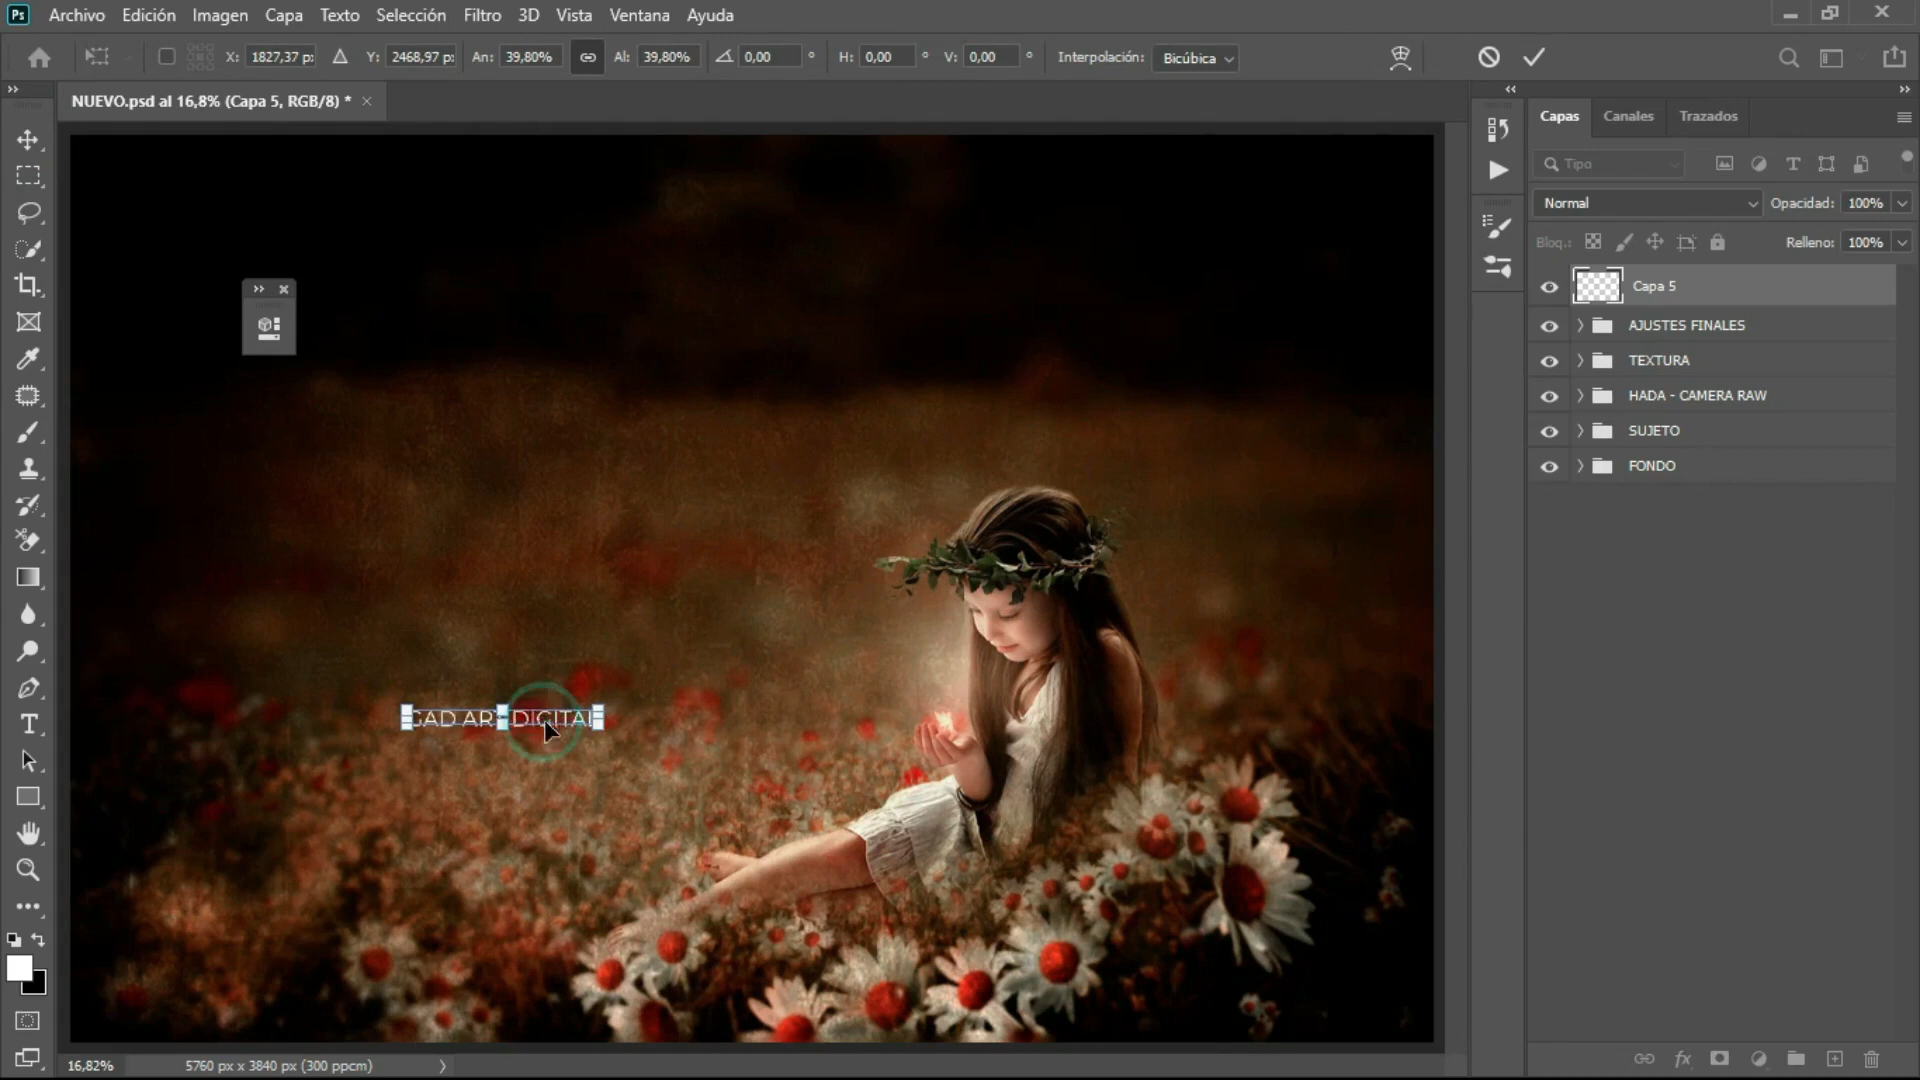 Ps Archivo Edición Imagen Capa Texto Selección Filtro 3D Vista Ventana Ayuda
X: 1827,37 p: Y: 2468,97 p: An: 39,80% Al: 39,80% 0,00 ° H: 0,00 ° V: 0,00 ° Interpolación: Bicúbica
NUEVO.psd al 16,8% (Capa 5, RGB/8) * ×
Capas Canales Trazados
Tipo
Normal Opacidad: 100%
Bloq.: Relleno: 100%
Capa 5
AJUSTES FINALES
TEXTURA
HADA - CAMERA RAW
SUJETO
FONDO
GAD ART DIGITAL
16,82% 5760 px x 3840 px (300 ppcm)